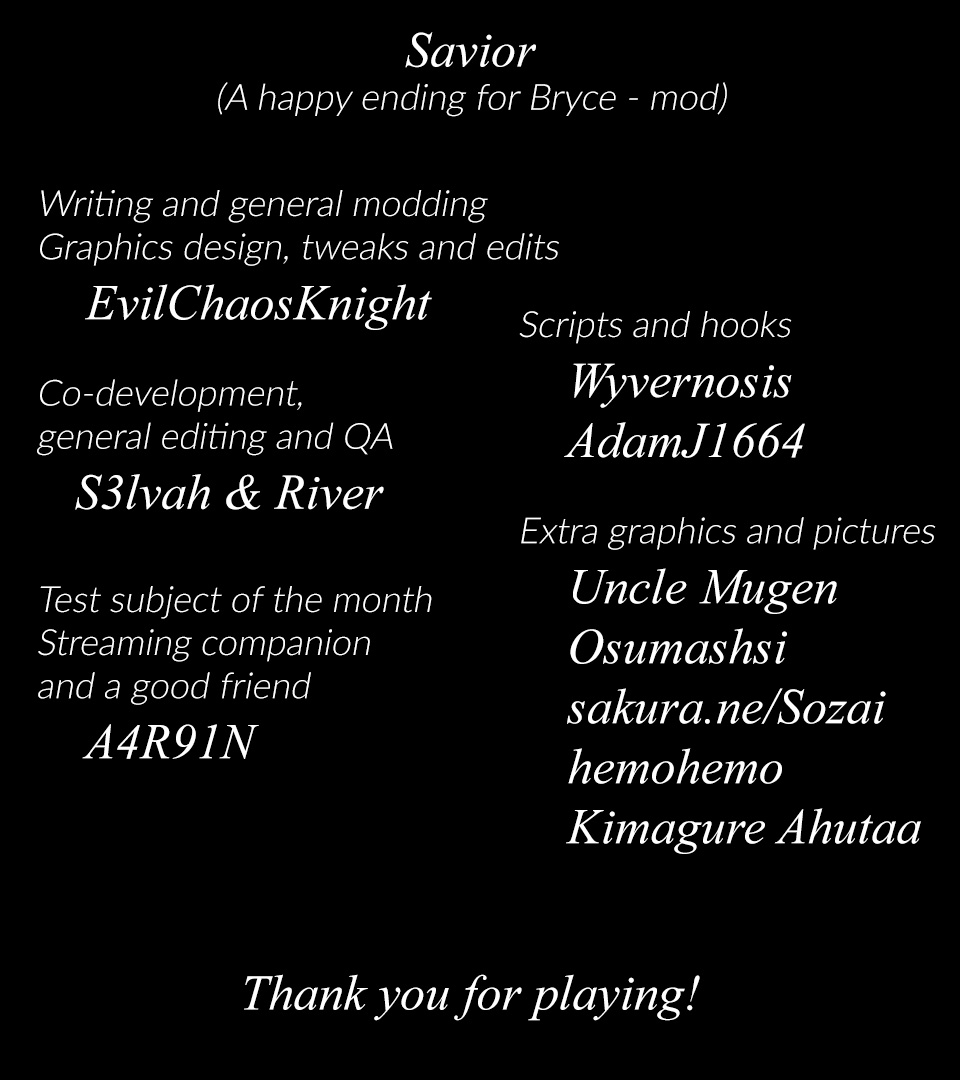 Savior
(A happy ending for Bryce - mod)
Writing and general modding
Graphics design, tweaks and edits
EvilChaosKnight
Co-development,
general editing and QA
S3lvah & River
Test subject of the month
Streaming companion
and a good friend
A4R91N
Scripts and hooks
Wyvernosis
AdamJ1664
Extra graphics and pictures
Uncle Mugen
Osumashsi
sakura.ne/Sozai
hemohemo
Kimagure Ahutaa
Thank you for playing!